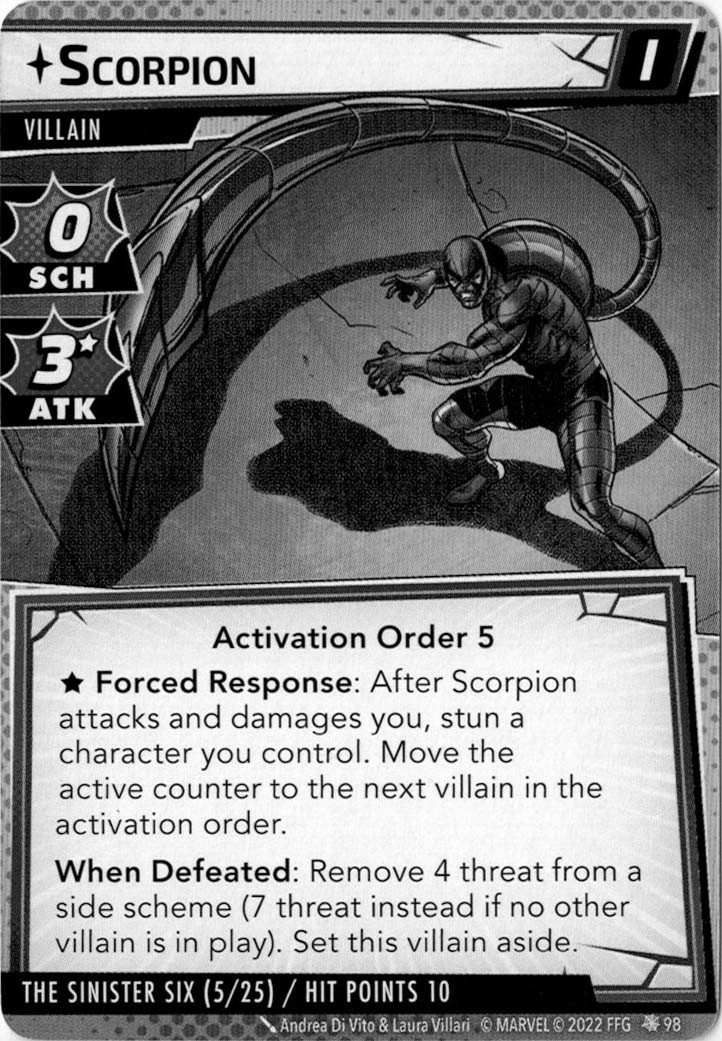 SCORPION
I
VILLAIN
0
SCH
3★
ATK
Activation Order 5
★ Forced Response: After Scorpion
attacks and damages you, stun a
character you control. Move the
active counter to the next villain in the
activation order.
When Defeated: Remove 4 threat from a
side scheme (7 threat instead if no other
villain is in play). Set this villain aside.
THE SINISTER SIX (5/25) / HIT POINTS 10
Andrea Di Vito & Laura Villari © MARVEL © 2022 FFG 98